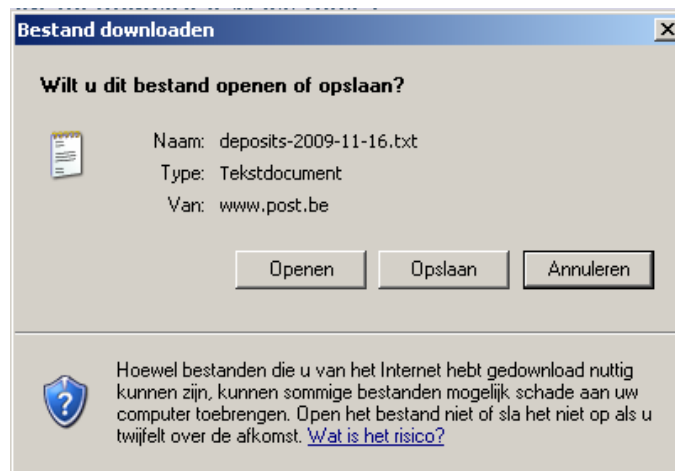 Bestand downloaden
Wilt u dit bestand openen of opslaan?
Naam: deposits-2009-11-16.txt
Type: Tekstdocument
Van: www.post.be
Openen Opslaan Annuleren
Hoewel bestanden die u van het Internet hebt gedownload nuttig
kunnen zijn, kunnen sommige bestanden mogelijk schade aan uw
computer toebrengen. Open het bestand niet of sla het niet op als u
twijfelt over de afkomst. Wat is het risico?